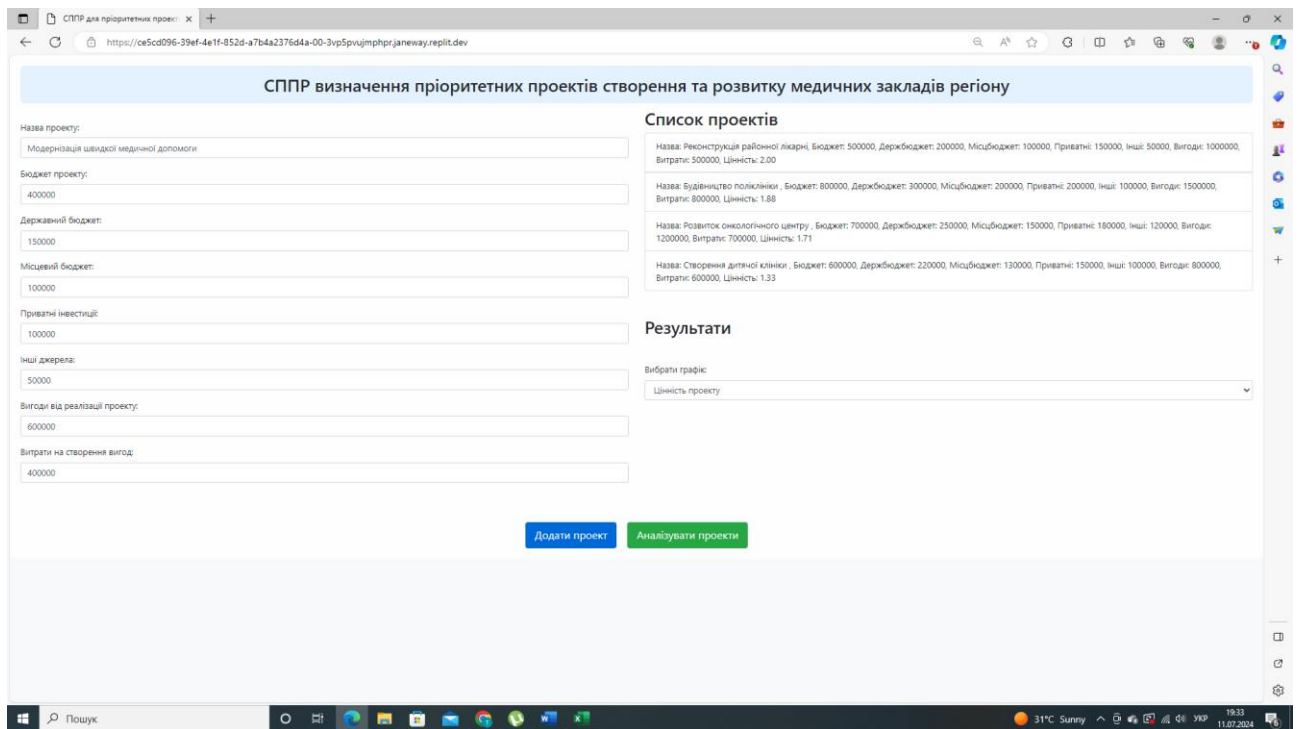 СППР для пріоритетних проект
https://ce5cd096-39ef-4e1f-852d-a7b4a2376d4a-00-3vp5pvujmphpr.janeway.replit.dev
СППР визначення пріоритетних проектів створення та розвитку медичних закладів регіону
Назва проекту:
Модернізація швидкої медичної допомоги
Бюджет проекту:
400000
Державний бюджет:
150000
Місцевий бюджет:
100000
Приватні інвестиції:
100000
Інші джерела:
50000
Вигоди від реалізації проекту:
600000
Витрати на створення вигод:
400000
Список проектів
Назва: Реконструкція районної лікарні, Бюджет: 500000, Держбюджет: 200000, Місцбюджет: 100000, Приватні: 150000, Інші: 50000, Вигоди: 1000000,
Витрати: 500000, Цінність: 2.00
Назва: Будівництво поліклініки , Бюджет: 800000, Держбюджет: 300000, Місцбюджет: 200000, Приватні: 200000, Інші: 100000, Вигоди: 1500000,
Витрати: 800000, Цінність: 1.88
Назва: Розвиток онкологічного центру , Бюджет: 700000, Держбюджет: 250000, Місцбюджет: 150000, Приватні: 180000, Інші: 120000, Вигоди:
1200000, Витрати: 700000, Цінність: 1.71
Назва: Створення дитячої клініки , Бюджет: 600000, Держбюджет: 220000, Місцбюджет: 130000, Приватні: 150000, Інші: 100000, Вигоди: 800000,
Витрати: 600000, Цінність: 1.33
Результати
Вибрати графік:
Цінність проекту
Додати проект
Аналізувати проекти
Пошук
31°C Sunny
УКР
19:33
11.07.2024